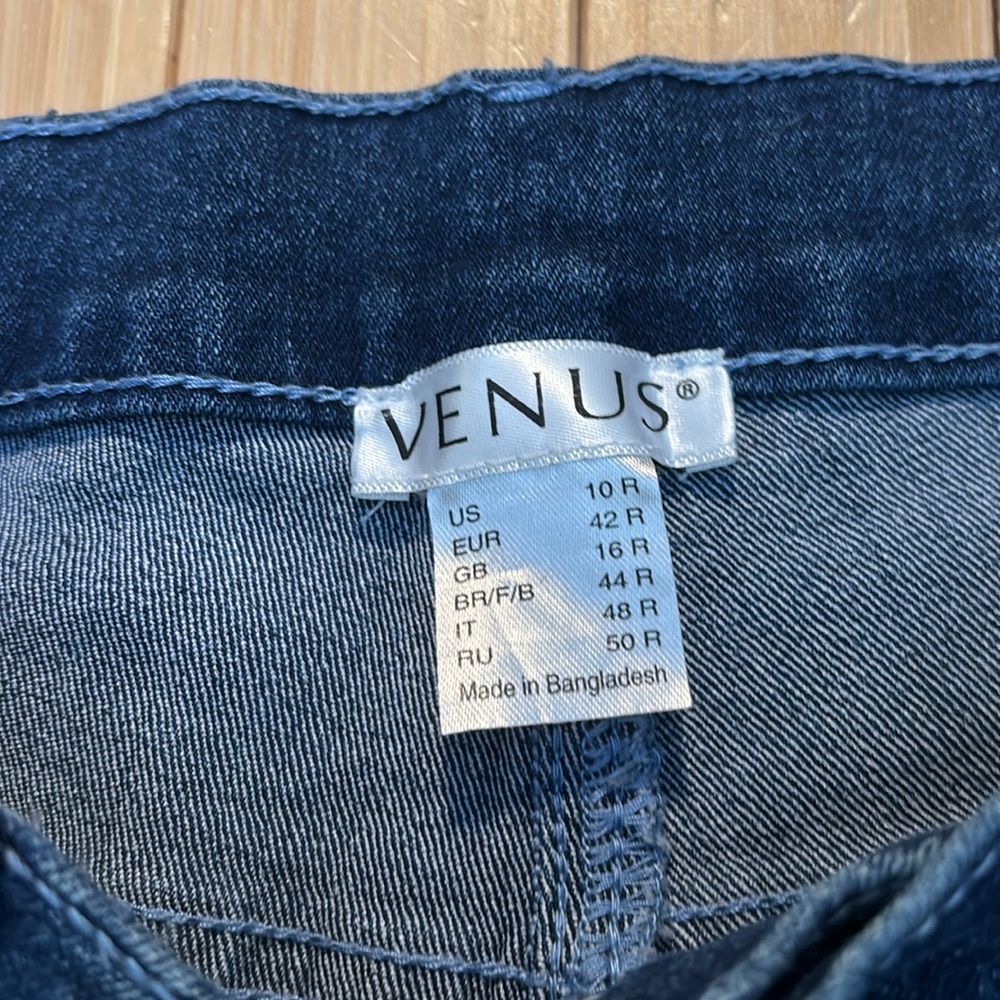 VENUS®
US 10 R
EUR 42 R
GB 16 R
BR/F/B 44 R
IT 48 R
RU 50 R
Made in Bangladesh